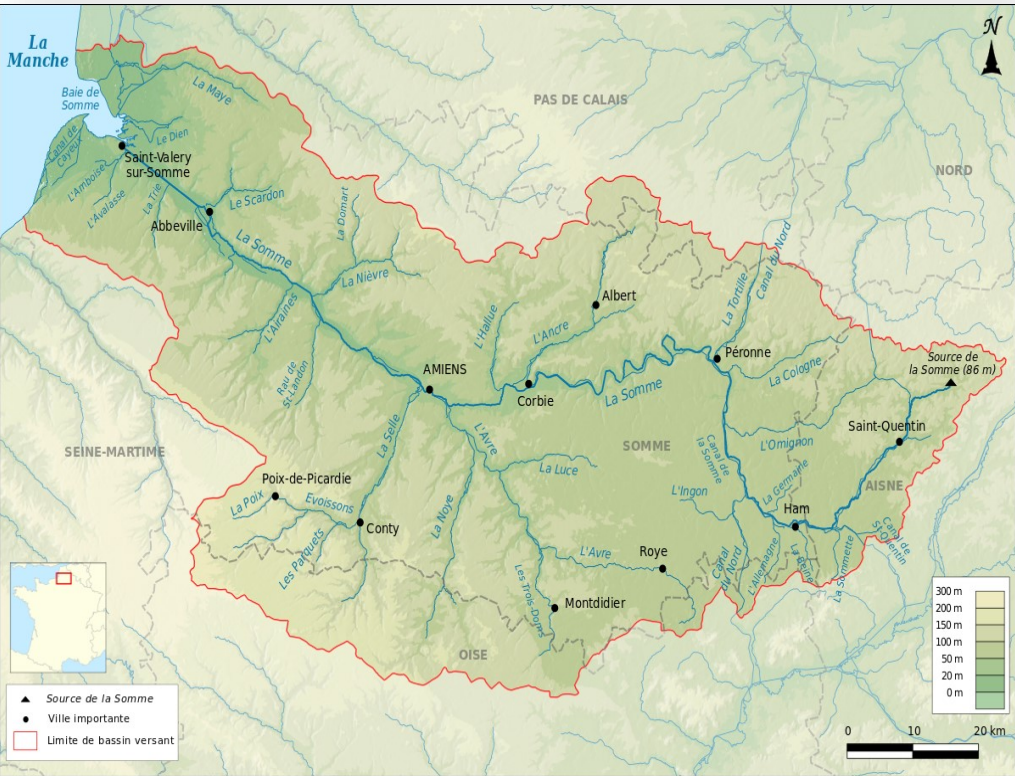 La
Manche
N
Baie de
Somme
La Maye
PAS DE CALAIS
NORD
Canal de
Cayeux
Le Dien
Saint-Valery
sur-Somme
L'Amboise
L'Avalasse
La Trie
Le Scardon
Abbeville
La Somme
La Domart
La Nièvre
L'Airaines
Rau de
St-Landon
L'Hallue
Albert
L'Ancre
La Tortille
Canal du Nord
Péronne
La Cologne
Source de
la Somme (86 m)
AMIENS
Corbie
La Somme
Saint-Quentin
SEINE-MARTIME
La Selle
L'Avre
La Luce
SOMME
Canal de
la Somme
L'Omignon
La Germaine
AISNE
Poix-de-Picardie
La Poix
Evoissons
Conty
Les Parquets
La Noye
L'Ingon
Ham
Canal de
St Quentin
L'Avre
Roye
Canal
du Nord
L'Allemagne
La Beine
La Sommette
Les Trois-Doms
Montdidier
OISE
300 m
200 m
150 m
100 m
50 m
20 m
0 m
Source de la Somme
Ville importante
Limite de bassin versant
0 10 20 km